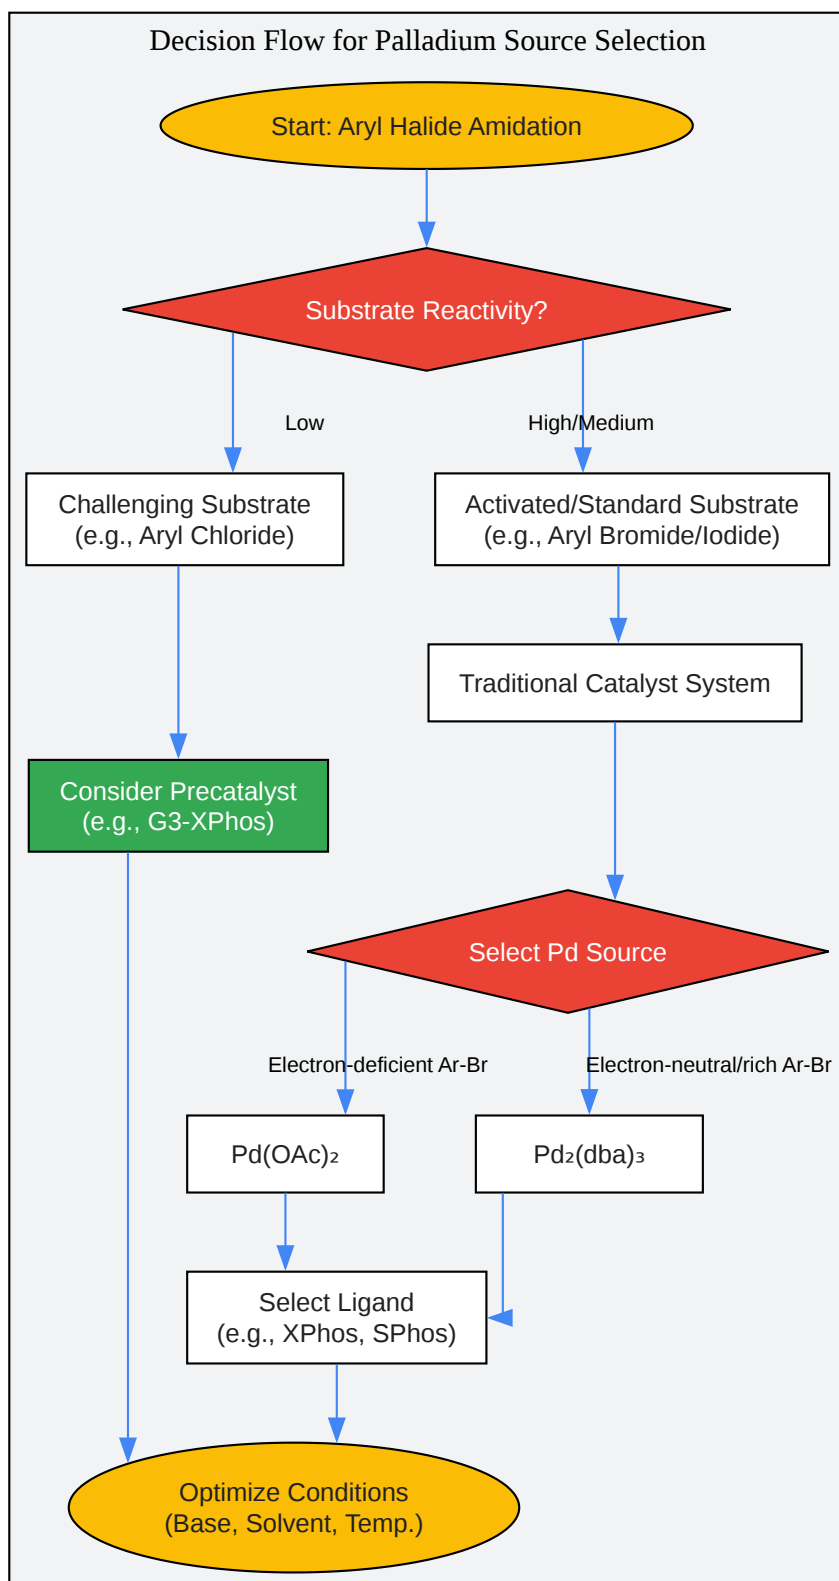 Decision Flow for Palladium Source Selection
Start: Aryl Halide Amidation
Substrate Reactivity?
Low
High/Medium
Challenging Substrate
(e.g., Aryl Chloride)
Activated/Standard Substrate
(e.g., Aryl Bromide/Iodide)
Traditional Catalyst System
Consider Precatalyst
(e.g., G3-XPhos)
Select Pd Source
Electron-deficient Ar-Br
Electron-neutral/rich Ar-Br
Pd(OAc)₂
Pd₂(dba)₃
Select Ligand
(e.g., XPhos, SPhos)
Optimize Conditions
(Base, Solvent, Temp.)